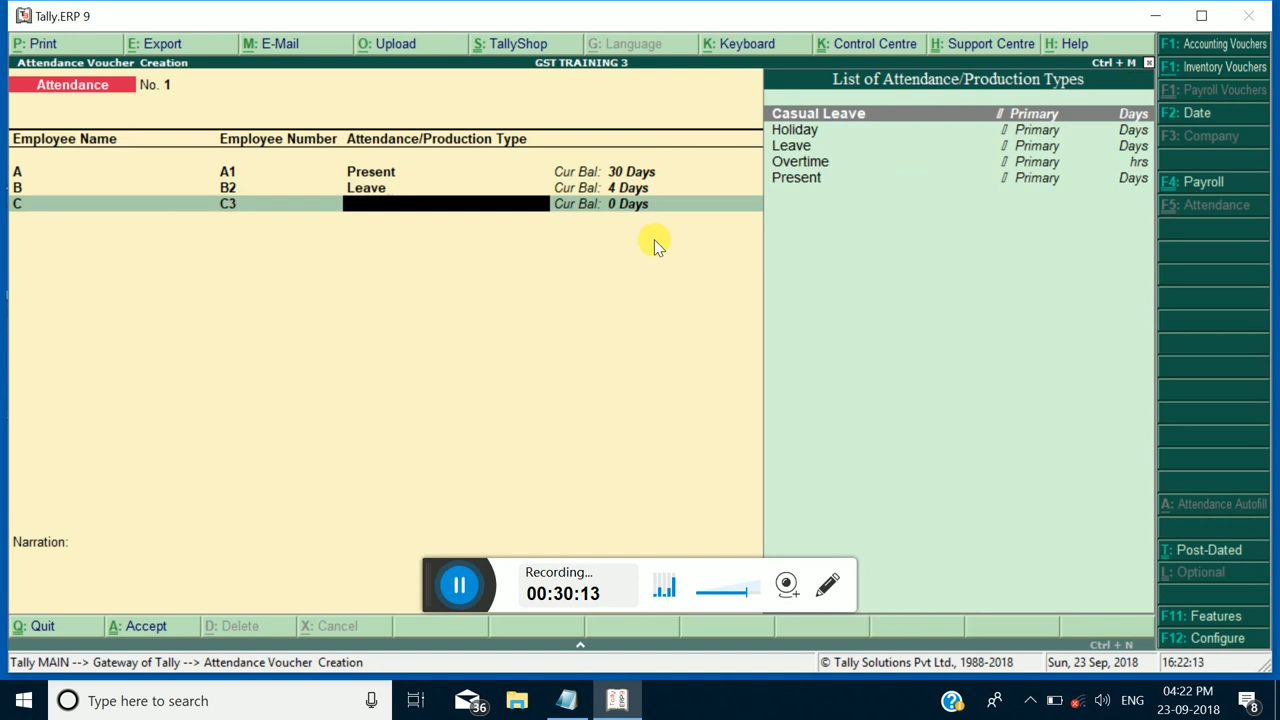 Tally.ERP 9
P: Print E: Export M: E-Mail O: Upload S: TallyShop G: Language K: Keyboard K: Control Centre H: Support Centre H: Help
F1: Accounting Vouchers
Attendance Voucher Creation GST TRAINING 3 Ctrl + M
F1: Inventory Vouchers
Attendance No. 1
List of Attendance/Production Types
F1: Payroll Vouchers
F2: Date
F3: Company
F4: Payroll
F5: Attendance
Casual Leave Primary Days
Holiday Primary Days
Leave Primary Days
Overtime Primary hrs
Present Primary Days
Employee Name Employee Number Attendance/Production Type
A A1 Present Cur Bal: 30 Days
B B2 Leave Cur Bal: 4 Days
C C3 Cur Bal: 0 Days
A: Attendance Autofill
T: Post-Dated
L: Optional
F11: Features
F12: Configure
Narration:
Recording...
00:30:13
Q: Quit A: Accept D: Delete X: Cancel
Ctrl + N
Tally MAIN --> Gateway of Tally --> Attendance Voucher Creation © Tally Solutions Pvt Ltd., 1988-2018 Sun, 23 Sep, 2018 16:22:13
Type here to search 36 ENG 04:22 PM 8
23-09-2018